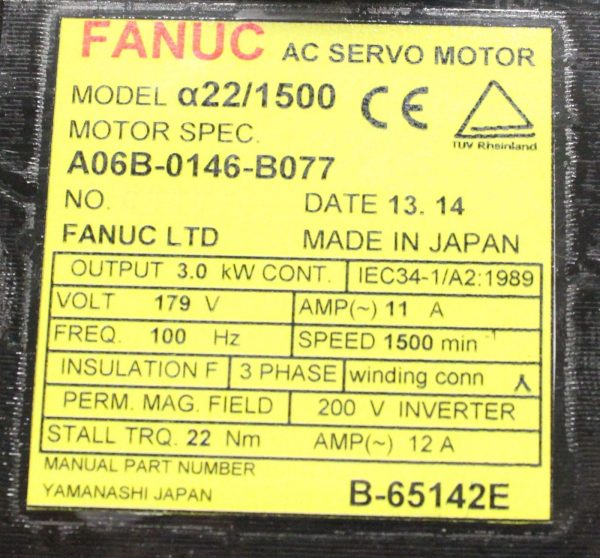 FANUC AC SERVO MOTOR
MODEL α22/1500 CE
MOTOR SPEC.
TUV Rheinland
A06B-0146-B077
NO. DATE 13. 14
FANUC LTD MADE IN JAPAN
OUTPUT 3.0 kW CONT. IEC34-1/A2:1989
VOLT 179 V AMP(~) 11 A
FREQ. 100 Hz SPEED 1500 min⁻¹
INSULATION F 3 PHASE winding conn
PERM. MAG. FIELD 200 V INVERTER
STALL TRQ. 22 Nm AMP(~) 12 A
MANUAL PART NUMBER
YAMANASHI JAPAN B-65142E